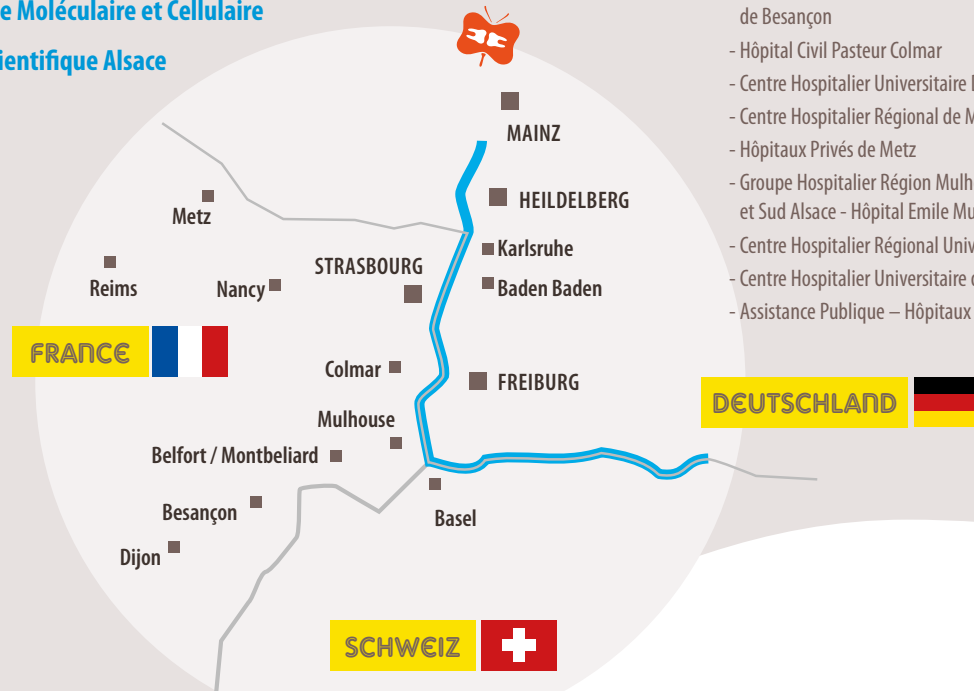 e Moléculaire et Cellulaire
ientifique Alsace
de Besançon
- Hôpital Civil Pasteur Colmar
- Centre Hospitalier Universitaire
- Centre Hospitalier Régional de M
- Hôpitaux Privés de Metz
- Groupe Hospitalier Région Mulh
et Sud Alsace - Hôpital Emile Mu
- Centre Hospitalier Régional Univ
- Centre Hospitalier Universitaire
- Assistance Publique – Hôpitaux
MAINZ
HEILDELBERG
Metz
Karlsruhe
STRASBOURG
Reims
Nancy
Baden Baden
FRANCE
Colmar
FREIBURG
DEUTSCHLAND
Mulhouse
Belfort / Montbeliard
Besançon
Basel
Dijon
SCHWEIZ